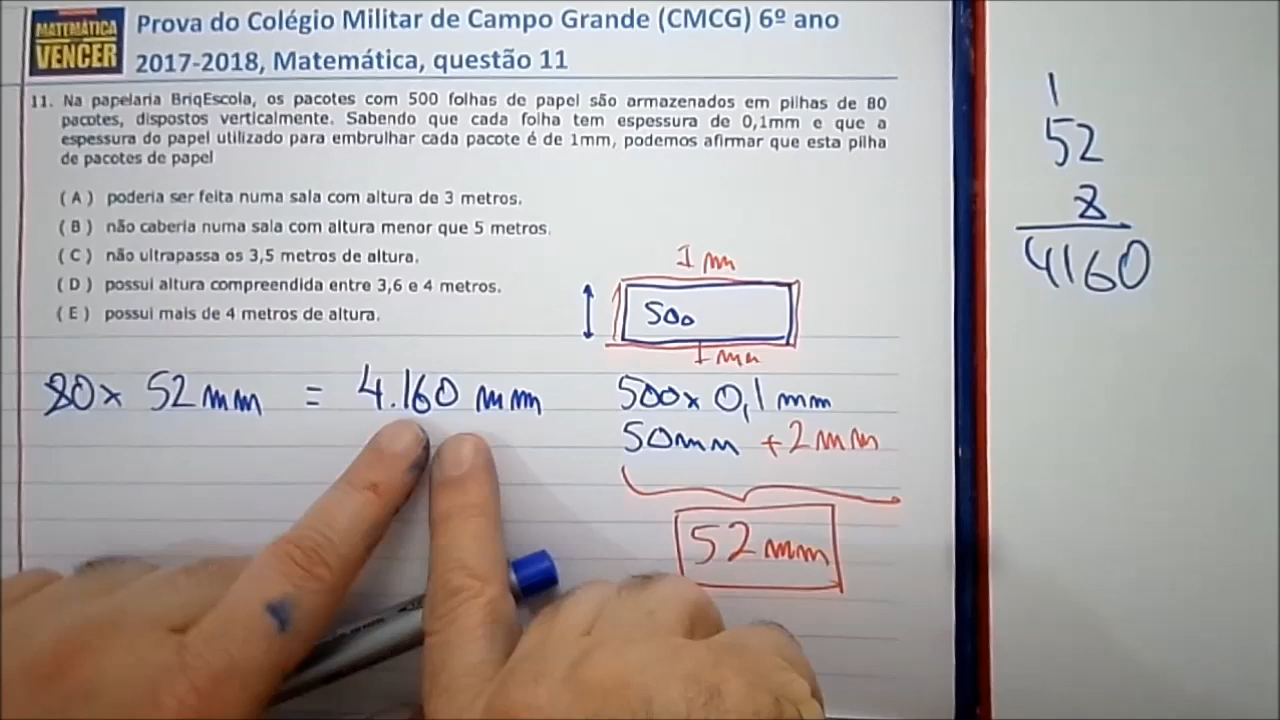 MATEMÁTICA
VENCER
Prova do Colégio Militar de Campo Grande (CMCG) 6º ano
2017-2018, Matemática, questão 11
11. Na papelaria BriqEscola, os pacotes com 500 folhas de papel são armazenados em pilhas de 80
pacotes, dispostos verticalmente. Sabendo que cada folha tem espessura de 0,1mm e que a
espessura do papel utilizado para embrulhar cada pacote é de 1mm, podemos afirmar que esta pilha
de pacotes de papel
( A ) poderia ser feita numa sala com altura de 3 metros.
( B ) não caberia numa sala com altura menor que 5 metros.
( C ) não ultrapassa os 3,5 metros de altura.
( D ) possui altura compreendida entre 3,6 e 4 metros.
( E ) possui mais de 4 metros de altura.
1 mm
500
1 mm
80 x 52 mm = 4.160 mm
500 x 0,1 mm
50mm + 2mm
52 mm
1
52
8
4160